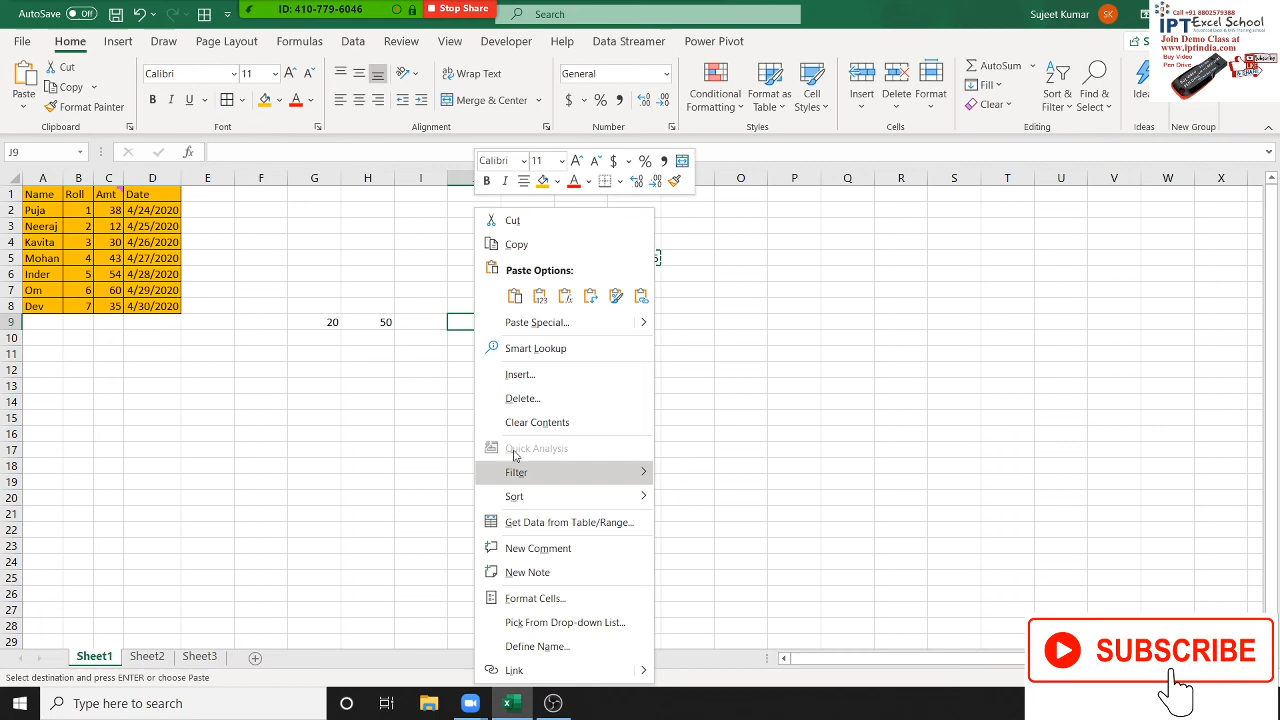 AutoSave Off
ID: 410-779-6046
Stop Share
Search
Sujeet Kumar
SK
Call +91 8802579388
IPT Excel School
Join Demo Class at
www.iptindia.com
Buy Video
Pen Drive
File Home Insert Draw Page Layout Formulas Data Review View Developer Help Data Streamer Power Pivot
Paste
Cut
Copy
Format Painter
Clipboard
Calibri 11
B I U
Font
Wrap Text
Merge & Center
Alignment
General
$ % ,
Number
Conditional Formatting
Format as Table
Cell Styles
Styles
Insert
Delete
Format
Cells
AutoSum
Fill
Clear
Sort & Filter
Find & Select
Editing
New Group
J9
fx
Calibri 11
$ % ,
B I
A B C D E F G H I O P Q R S T U V W X
1 Name Roll Amt Date
2 Puja 1 38 4/24/2020
3 Neeraj 2 12 4/25/2020
4 Kavita 3 30 4/26/2020
5 Mohan 4 43 4/27/2020
6 Inder 5 54 4/28/2020
7 Om 6 60 4/29/2020
8 Dev 7 35 4/30/2020
9 20 50
10
11
12
13
14
15
16
17
18
19
20
21
22
23
24
25
26
27
28
29
Cut
Copy
Paste Options:
Paste Special...
Smart Lookup
Insert...
Delete...
Clear Contents
Quick Analysis
Filter
Sort
Get Data from Table/Range...
New Comment
New Note
Format Cells...
Pick From Drop-down List...
Define Name...
Link
SUBSCRIBE
Sheet1 Sheet2 Sheet3
Select destination and press ENTER or choose Paste
Type here to search